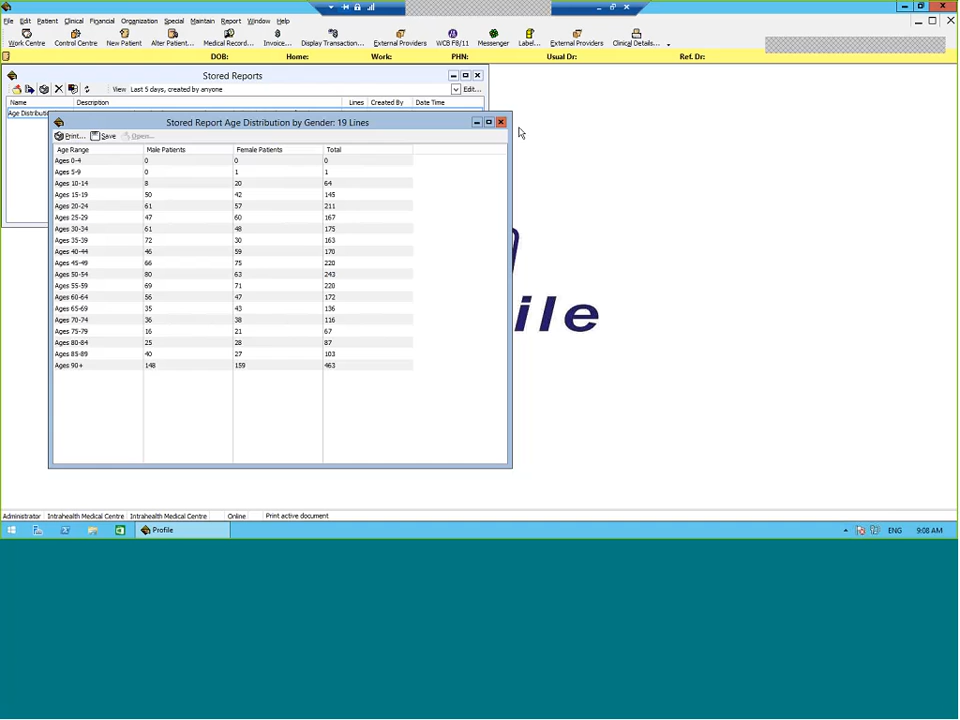 File Edit Patient Clinical Financial Organization Special Maintain Report Window Help
Work Centre Control Centre New Patient Alter Patient... Medical Record... Invoice... Display Transaction... External Providers WCB F8/11 Messenger Label... External Providers Clinical Details...
DOB: Home: Work: PHN: Usual Dr: Ref. Dr:
Stored Reports
View Last 5 days, created by anyone Edit...
Name Description Lines Created By Date Time
Age Distributio
Stored Report Age Distribution by Gender: 19 Lines
Print... Save Open...
Age Range Male Patients Female Patients Total
Ages 0-4 0 0 0
Ages 5-9 0 1 1
Ages 10-14 8 20 64
Ages 15-19 50 42 145
Ages 20-24 61 57 211
Ages 25-29 47 60 167
Ages 30-34 61 48 175
Ages 35-39 72 30 163
Ages 40-44 46 59 170
Ages 45-49 66 75 220
Ages 50-54 80 63 243
Ages 55-59 69 71 220
Ages 60-64 56 47 172
Ages 65-69 35 43 136
Ages 70-74 36 38 116
Ages 75-79 16 21 67
Ages 80-84 25 28 87
Ages 85-89 40 27 103
Ages 90+ 148 159 463
ile
Administrator Intrahealth Medical Centre Intrahealth Medical Centre Online Print active document
Profile ENG 9:08 AM